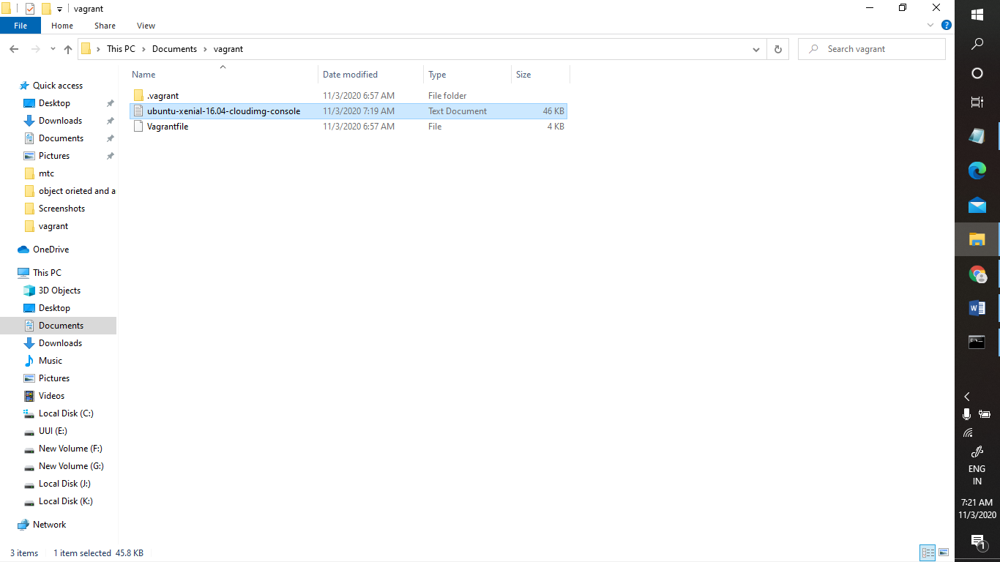 vagrant
File Home Share View
This PC > Documents > vagrant
Search vagrant
Name Date modified Type Size
.vagrant 11/3/2020 6:57 AM File folder
ubuntu-xenial-16.04-cloudimg-console 11/3/2020 7:19 AM Text Document 46 KB
Vagrantfile 11/3/2020 6:57 AM File 4 KB
Quick access
Desktop
Downloads
Documents
Pictures
mtc
object orieted and a
Screenshots
vagrant
OneDrive
This PC
3D Objects
Desktop
Documents
Downloads
Music
Pictures
Videos
Local Disk (C:)
UUI (E:)
New Volume (F:)
New Volume (G:)
Local Disk (J:)
Local Disk (K:)
Network
3 items 1 item selected 45.8 KB
ENG
IN
7:21 AM
11/3/2020
1